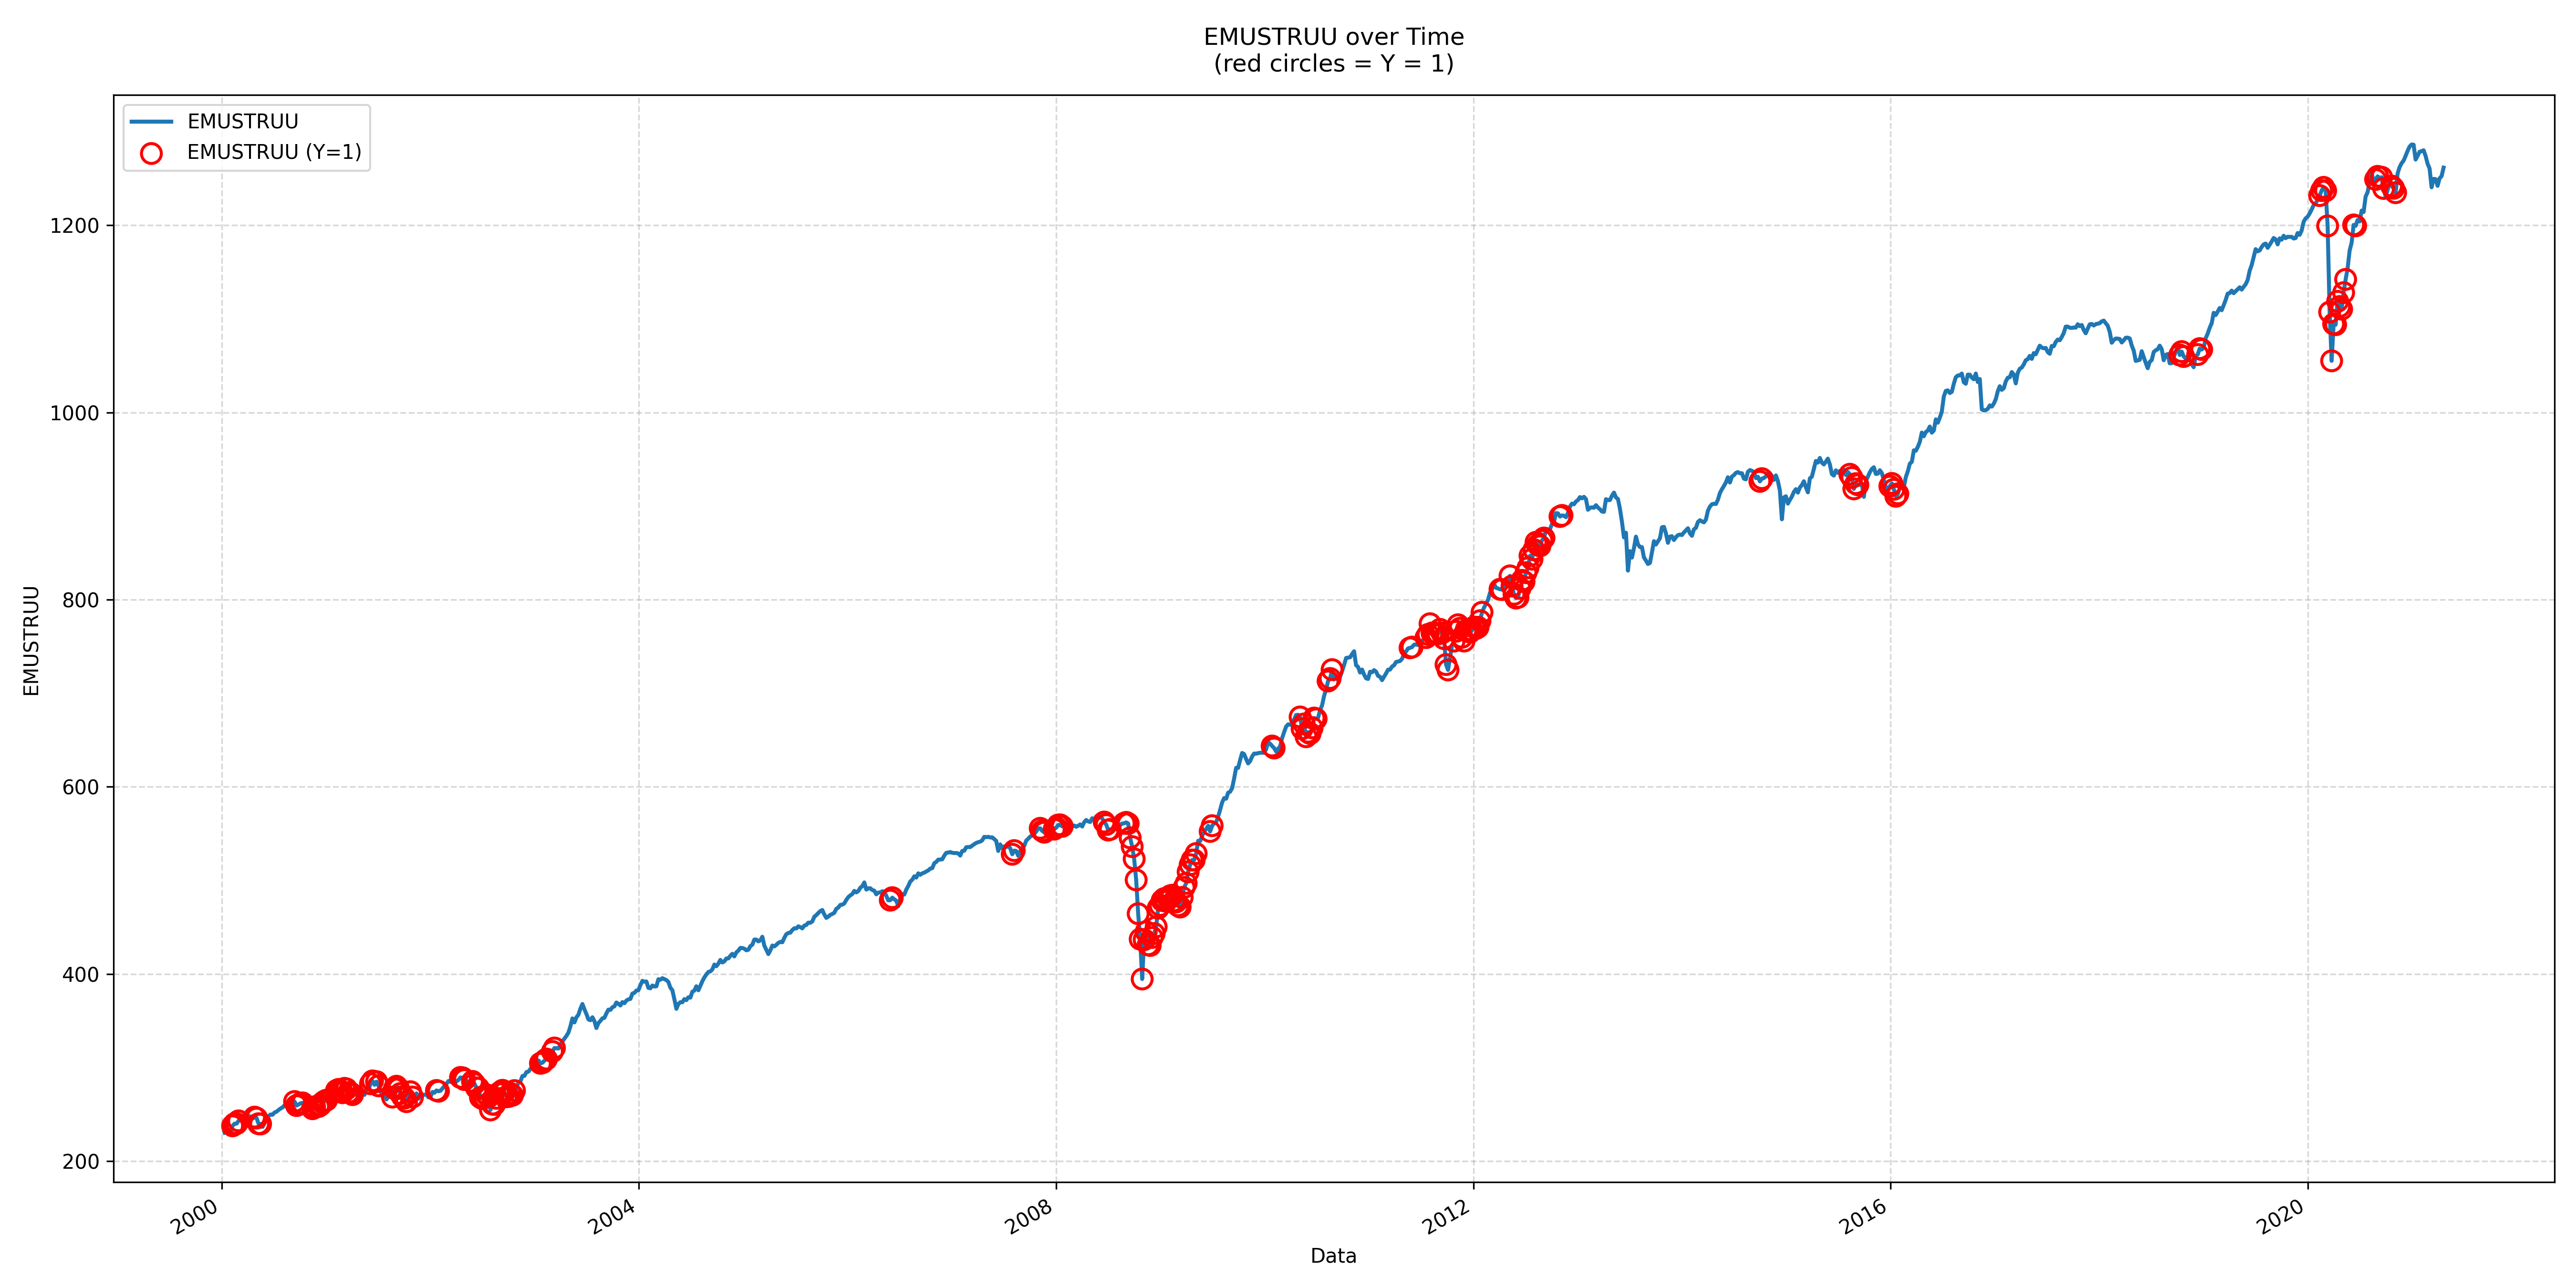 EMUSTRUU over Time
(red circles = Y = 1)
EMUSTRUU
EMUSTRUU (Y=1)
1200
1000
800
600
400
200
EMUSTRUU
2000
2004
2008
2012
2016
2020
Data